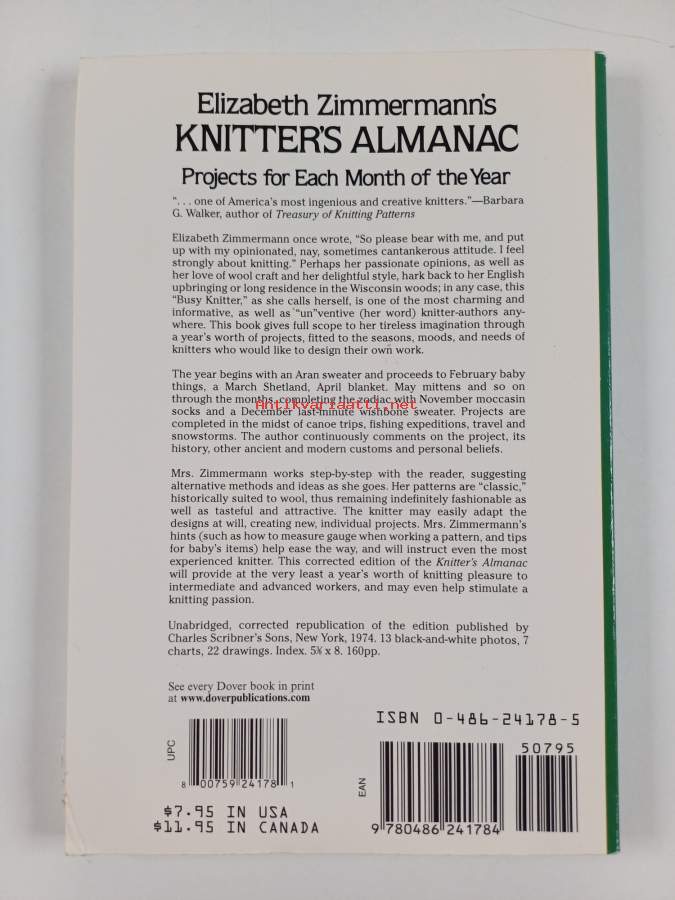 Elizabeth Zimmermann's
KNITTER'S ALMANAC
Projects for Each Month of the Year
“. . . one of America's most ingenious and creative knitters.”—Barbara
G. Walker, author of Treasury of Knitting Patterns
Elizabeth Zimmermann once wrote, “So please bear with me, and put
up with my opinionated, nay, sometimes cantankerous attitude. I feel
strongly about knitting.” Perhaps her passionate opinions, as well as
her love of wool craft and her delightful style, hark back to her English
upbringing or long residence in the Wisconsin woods; in any case, this
“Busy Knitter,” as she calls herself, is one of the most charming and
informative, as well as “un”ventive (her word) knitter-authors any-
where. This book gives full scope to her tireless imagination through
a year's worth of projects, fitted to the seasons, moods, and needs of
knitters who would like to design their own work.
The year begins with an Aran sweater and proceeds to February baby
things, a March Shetland, April blanket. May mittens and so on
through the months, completing the zodiac with November moccasin
Antikvariaatti.net
socks and a December last-minute wishbone sweater. Projects are
completed in the midst of canoe trips, fishing expeditions, travel and
snowstorms. The author continuously comments on the project, its
history, other ancient and modern customs and personal beliefs.
Mrs. Zimmermann works step-by-step with the reader, suggesting
alternative methods and ideas as she goes. Her patterns are “classic,”
historically suited to wool, thus remaining indefinitely fashionable as
well as tasteful and attractive. The knitter may easily adapt the
designs at will, creating new, individual projects. Mrs. Zimmermann's
hints (such as how to measure gauge when working a pattern, and tips
for baby's items) help ease the way, and will instruct even the most
experienced knitter. This corrected edition of the Knitter's Almanac
will provide at the very least a year's worth of knitting pleasure to
intermediate and advanced workers, and may even help stimulate a
knitting passion.
Unabridged, corrected republication of the edition published by
Charles Scribner's Sons, New York, 1974. 13 black-and-white photos, 7
charts, 22 drawings. Index. 5⅜ x 8. 160pp.
See every Dover book in print
at www.doverpublications.com
ISBN 0-486-24178-5
UPC
8 00759 24178 1
$7.95 IN USA
$11.95 IN CANADA
EAN
50795
9 780486 241784